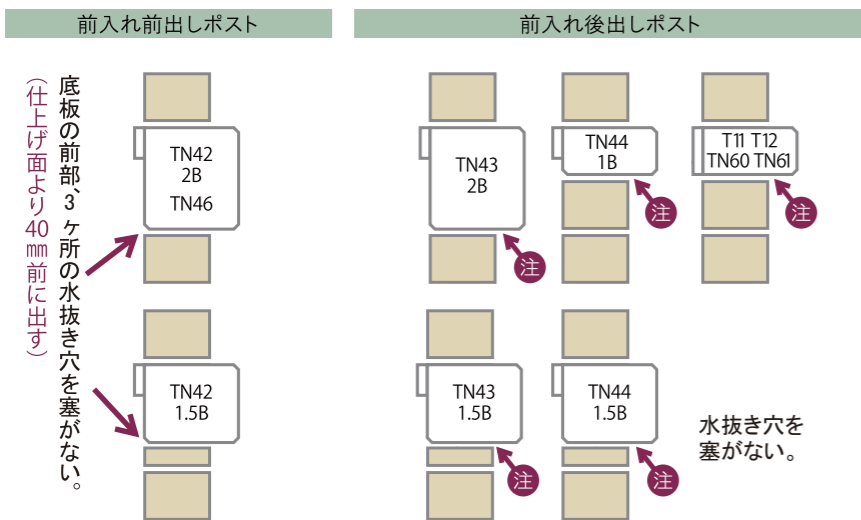 前入れ前出しポスト
前入れ後出しポスト
底板の前部、3ヶ所の水抜き穴を塞がない。
（仕上げ面より40㎜前に出す）
TN42
2B
TN46
TN42
1.5B
TN43
2B
注
TN44
1B
注
T11 T12
TN60 TN61
注
TN43
1.5B
注
TN44
1.5B
注
水抜き穴を
塞がない。